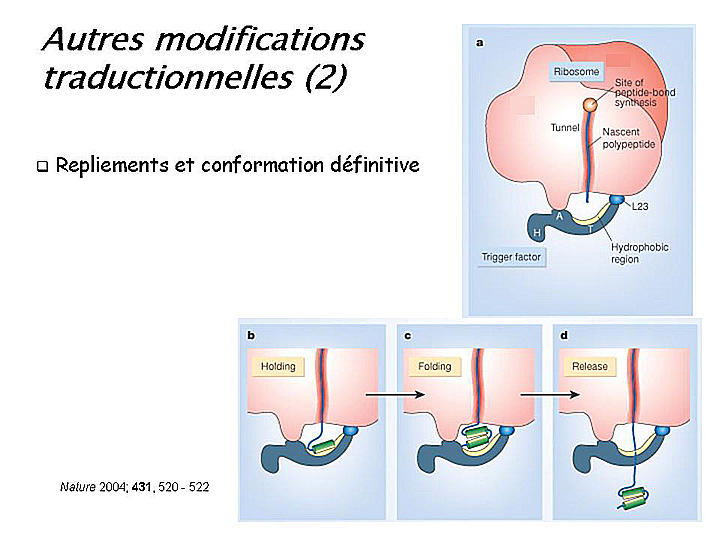 Autres modifications
traductionnelles (2)
Repliements et conformation définitive
a
Ribosome
Site of
peptide-bond
synthesis
Tunnel
Nascent
polypeptide
L23
A
H
T
Hydrophobic
region
Trigger factor
b
Holding
c
Folding
d
Release
Nature 2004; 431, 520 - 522